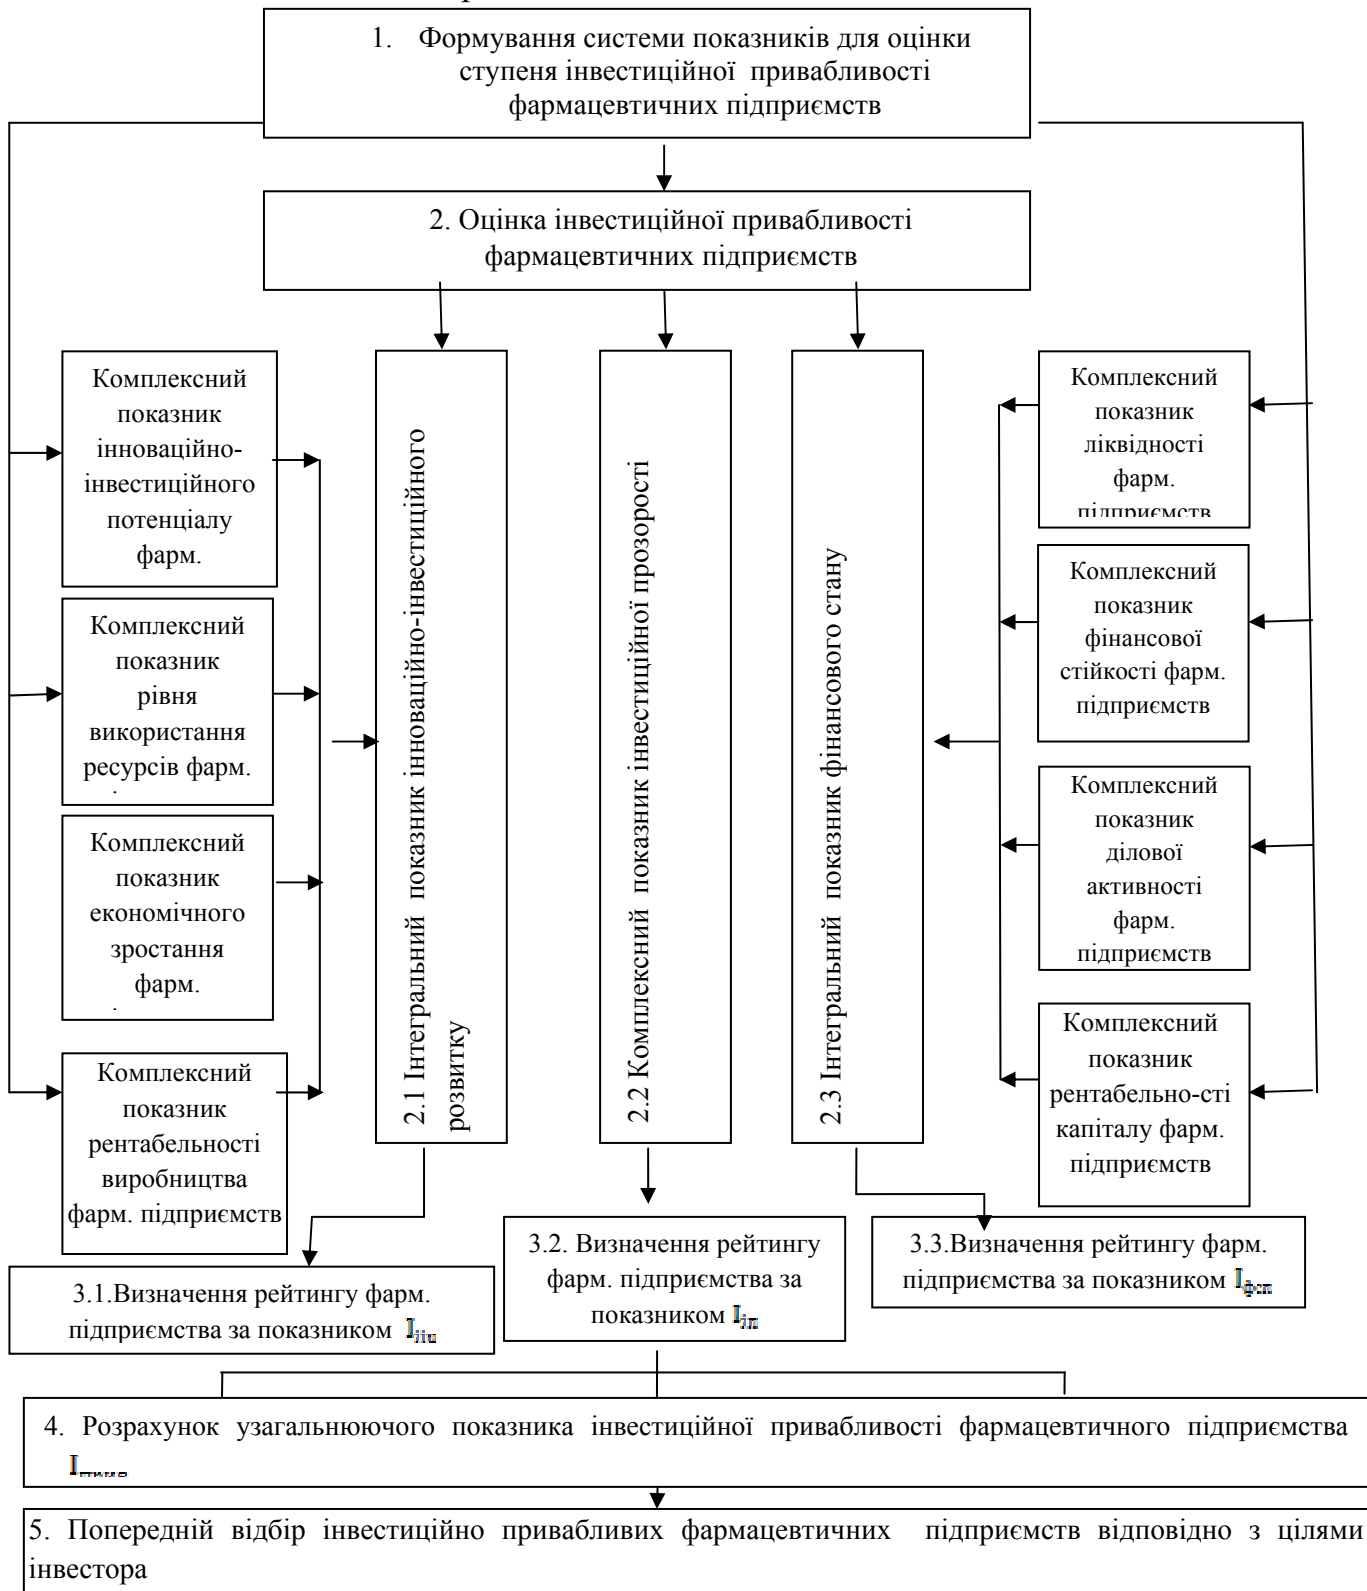 1. Формування системи показників для оцінки
ступеня інвестиційної привабливості
фармацевтичних підприємств
2. Оцінка інвестиційної привабливості
фармацевтичних підприємств
Комплексний
показник
інноваційно-
інвестиційного
потенціалу
фарм.
Комплексний
показник
рівня
використання
ресурсів фарм.
Комплексний
показник
економічного
зростання
фарм.
Комплексний
показник
рентабельності
виробництва
фарм. підприємств
2.1 Інтегральний показник інноваційно-інвестиційного
розвитку
2.2 Комплексний показник інвестиційної прозорості
2.3 Інтегральний показник фінансового стану
Комплексний
показник
ліквідності
фарм.
підприємств
Комплексний
показник
фінансової
стійкості фарм.
підприємств
Комплексний
показник
ділової
активності
фарм.
підприємств
Комплексний
показник
рентабельно-сті
капіталу фарм.
підприємств
3.1.Визначення рейтингу фарм.
підприємства за показником
3.2. Визначення рейтингу
фарм. підприємства за
показником Iіп
3.3.Визначення рейтингу фарм.
підприємства за показником
4. Розрахунок узагальнюючого показника інвестиційної привабливості фармацевтичного підприємства
5. Попередній відбір інвестиційно привабливих фармацевтичних підприємств відповідно з цілями
інвестора